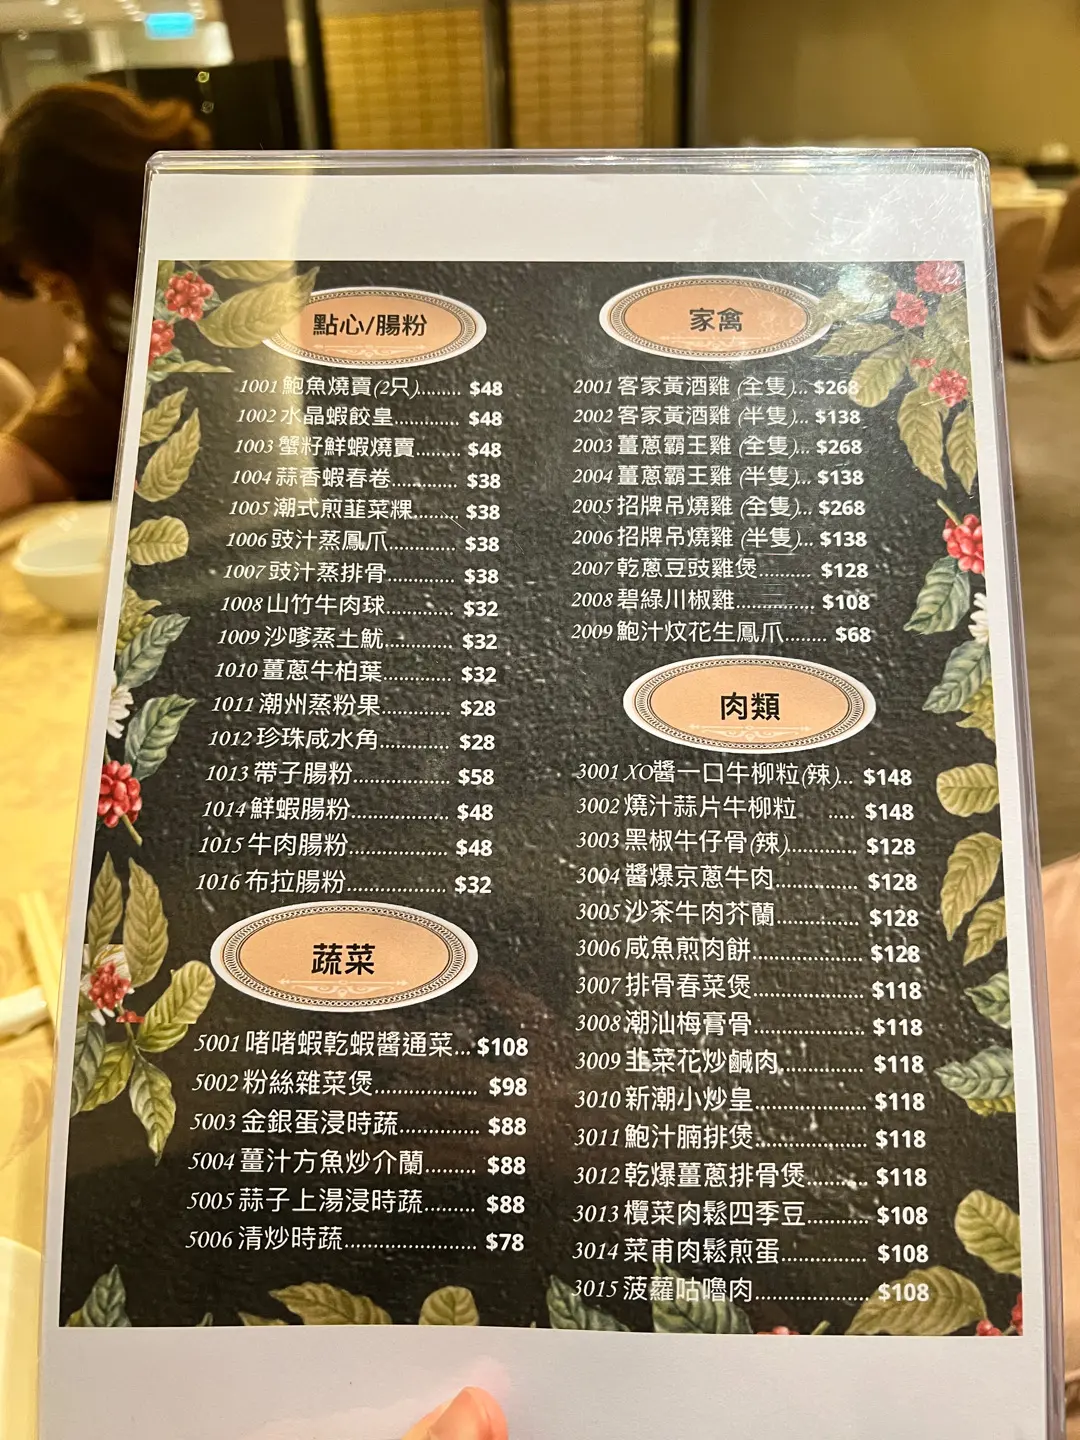 點心/腸粉
1001 鮑魚燒賣(2只)........ $48
1002 水晶蝦餃皇............ $48
1003 蟹籽鮮蝦燒賣........ $48
1004 蒜香蝦春卷............ $38
1005 潮式煎韮菜粿........ $38
1006 豉汁蒸鳳爪............ $38
1007 豉汁蒸排骨............ $38
1008 山竹牛肉球............ $32
1009 沙嗲蒸土魷............ $32
1010 薑蔥牛柏葉............ $32
1011 潮州蒸粉果............ $28
1012 珍珠咸水角............ $28
1013 帶子腸粉.................. $58
1014 鮮蝦腸粉.................. $48
1015 牛肉腸粉.................. $48
1016 布拉腸粉.................. $32
蔬菜
5001 啫啫蝦乾蝦醬通菜... $108
5002 粉絲雜菜煲.................. $98
5003 金銀蛋浸時蔬.............. $88
5004 薑汁方魚炒介蘭......... $88
5005 蒜子上湯浸時蔬......... $88
5006 清炒時蔬........................ $78
家禽
2001 客家黃酒雞 (全隻)... $268
2002 客家黃酒雞 (半隻)... $138
2003 薑蔥霸王雞 (全隻)... $268
2004 薑蔥霸王雞 (半隻)... $138
2005 招牌吊燒雞 (全隻)... $268
2006 招牌吊燒雞 (半隻)... $138
2007 乾蔥豆豉雞煲.......... $128
2008 碧綠川椒雞............... $108
2009 鮑汁炆花生鳳爪........ $68
肉類
3001 XO醬一口牛柳粒(辣)... $148
3002 燒汁蒜片牛柳粒 ..... $148
3003 黑椒牛仔骨(辣)............. $128
3004 醬爆京蔥牛肉................ $128
3005 沙茶牛肉芥蘭................ $128
3006 咸魚煎肉餅.................... $128
3007 排骨春菜煲.................... $118
3008 潮汕梅膏骨.................... $118
3009 韭菜花炒鹹肉................ $118
3010 新潮小炒皇.................... $118
3011 鮑汁腩排煲.................... $118
3012 乾爆薑蔥排骨煲........... $118
3013 欖菜肉鬆四季豆........... $108
3014 菜甫肉鬆煎蛋............... $108
3015 菠蘿咕嚕肉.................... $108